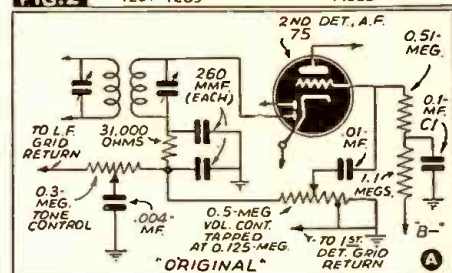 FIG. 2
2ND DET., A.F.
75
0.51-
MEG.
260
MMF.
(EACH)
0.1-
MF.
C1
TO I.F.
GRID
RETURN
31,000
OHMS
.01-
MF.
0.3-
MEG.
TONE
CONTROL
.004-
MF.
0.5-MEG
VOL. CONT.
TAPPED
AT 0.125-MEG.
1.1
MEGS.
TO 1ST
DET. GRID
RETURN
"B-"
"ORIGINAL"
A